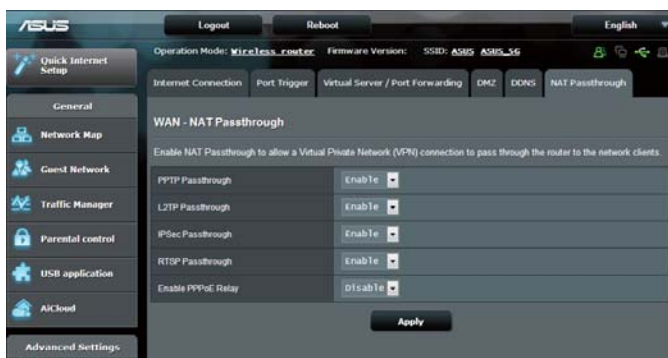 ASUS
Logout
Reboot
English
Quick Internet Setup
Operation Mode: Wireless router Firmware Version: SSID: ASUS ASUS_5G
Internet Connection
Port Trigger
Virtual Server / Port Forwarding
DMZ
DDNS
NAT Passthrough
General
Network Map
Guest Network
Traffic Manager
Parental control
USB application
AiCloud
Advanced Settings
WAN - NAT Passthrough
Enable NAT Passthrough to allow a Virtual Private Network (VPN) connection to pass through the router to the network clients.
PPTP Passthrough Enable
L2TP Passthrough Enable
IPSec Passthrough Enable
RTSP Passthrough Enable
Enable PPPoE Relay Disable
Apply